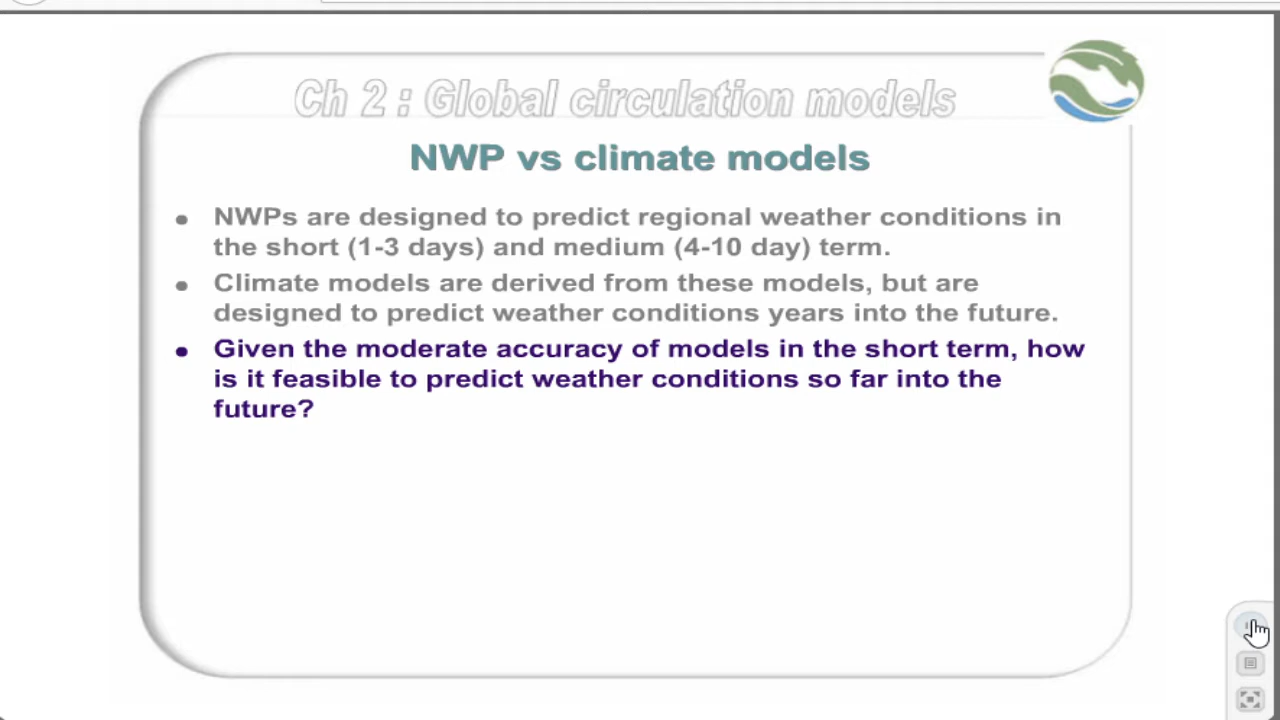 Ch 2 : Global circulation models
NWP vs climate models
• NWPs are designed to predict regional weather conditions in
the short (1-3 days) and medium (4-10 day) term.
• Climate models are derived from these models, but are
designed to predict weather conditions years into the future.
• Given the moderate accuracy of models in the short term, how
is it feasible to predict weather conditions so far into the
future?